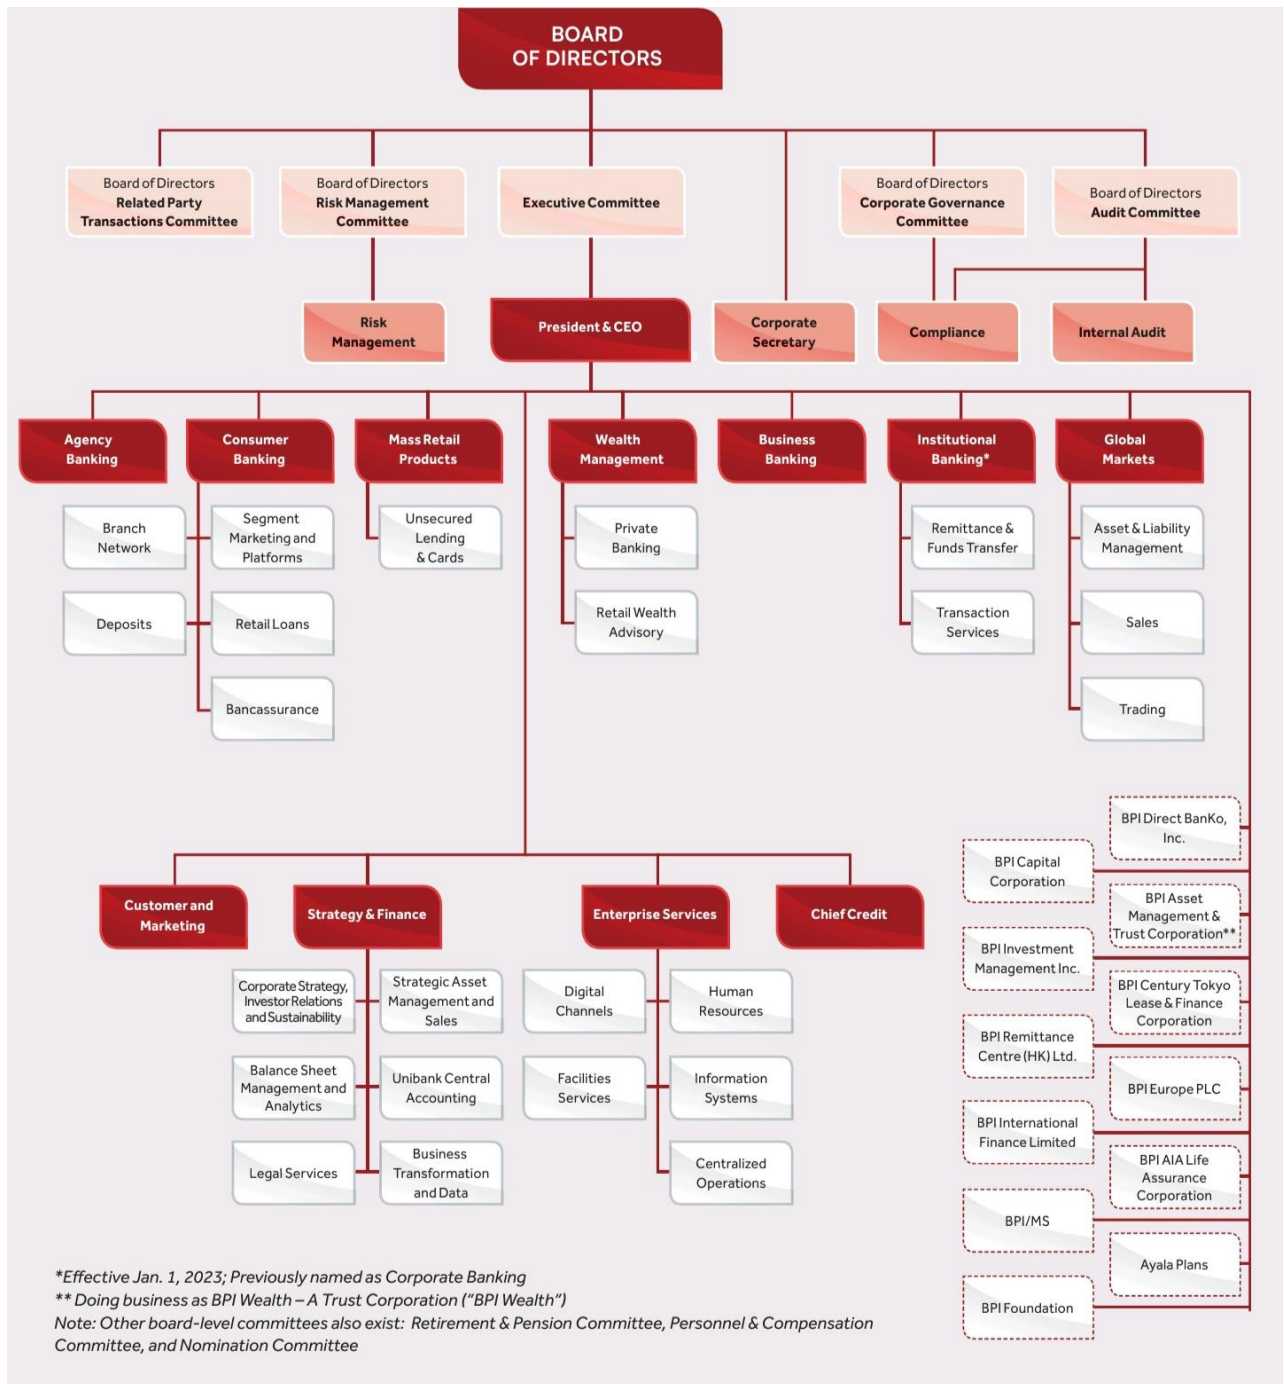 BOARD
OF DIRECTORS
Board of Directors
Related Party
Transactions Committee
Board of Directors
Risk Management
Committee
Executive Committee
Board of Directors
Corporate Governance
Committee
Board of Directors
Audit Committee
Risk
Management
President & CEO
Corporate
Secretary
Compliance
Internal Audit
Agency
Banking
Consumer
Banking
Mass Retail
Products
Wealth
Management
Business
Banking
Institutional
Banking*
Global
Markets
Branch
Network
Segment
Marketing and
Platforms
Unsecured
Lending
& Cards
Private
Banking
Remittance &
Funds Transfer
Asset & Liability
Management
Deposits
Retail Loans
Retail Wealth
Advisory
Transaction
Services
Sales
Bancassurance
Trading
BPI Direct BanKo,
Inc.
BPI Capital
Corporation
BPI Asset
Management &
Trust Corporation**
BPI Investment
Management Inc.
BPI Century Tokyo
Lease & Finance
Corporation
BPI Remittance
Centre (HK) Ltd.
BPI Europe PLC
BPI International
Finance Limited
BPI AIA Life
Assurance
Corporation
BPI/MS
Ayala Plans
BPI Foundation
Customer and
Marketing
Strategy & Finance
Enterprise Services
Chief Credit
Corporate Strategy,
Investor Relations
and Sustainability
Strategic Asset
Management and
Sales
Digital
Channels
Human
Resources
Balance Sheet
Management and
Analytics
Unibank Central
Accounting
Facilities
Services
Information
Systems
Legal Services
Business
Transformation
and Data
Centralized
Operations
*Effective Jan. 1, 2023; Previously named as Corporate Banking
** Doing business as BPI Wealth – A Trust Corporation (“BPI Wealth”)
Note: Other board-level committees also exist: Retirement & Pension Committee, Personnel & Compensation
Committee, and Nomination Committee